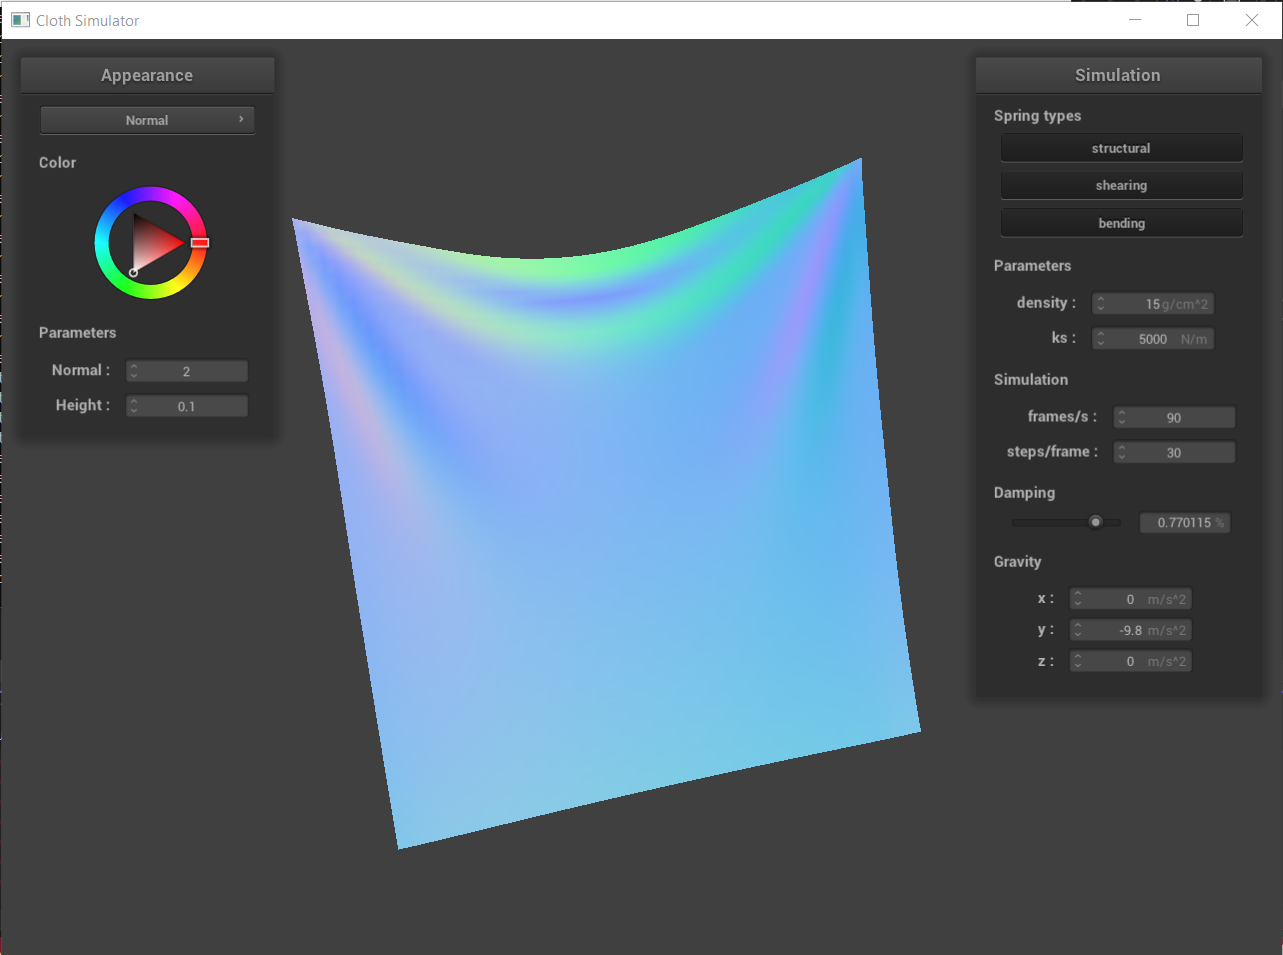 Cloth Simulator
Appearance
Normal
Color
Parameters
Normal : 2
Height : 0.1
Simulation
Spring types
structural
shearing
bending
Parameters
density : 15 g/cm^2
ks : 5000 N/m
Simulation
frames/s : 90
steps/frame : 30
Damping
0.770115 %
Gravity
x : 0 m/s^2
y : -9.8 m/s^2
z : 0 m/s^2